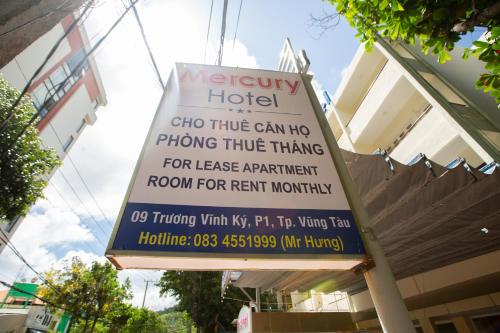 Mercury
Hotel
CHO THUÊ CĂN HỘ
PHÒNG THUÊ THÁNG
FOR LEASE APARTMENT
ROOM FOR RENT MONTHLY
09 Trương Vĩnh Ký, P1, Tp. Vũng Tàu
Hotline: 083 4551999 (Mr Hưng)